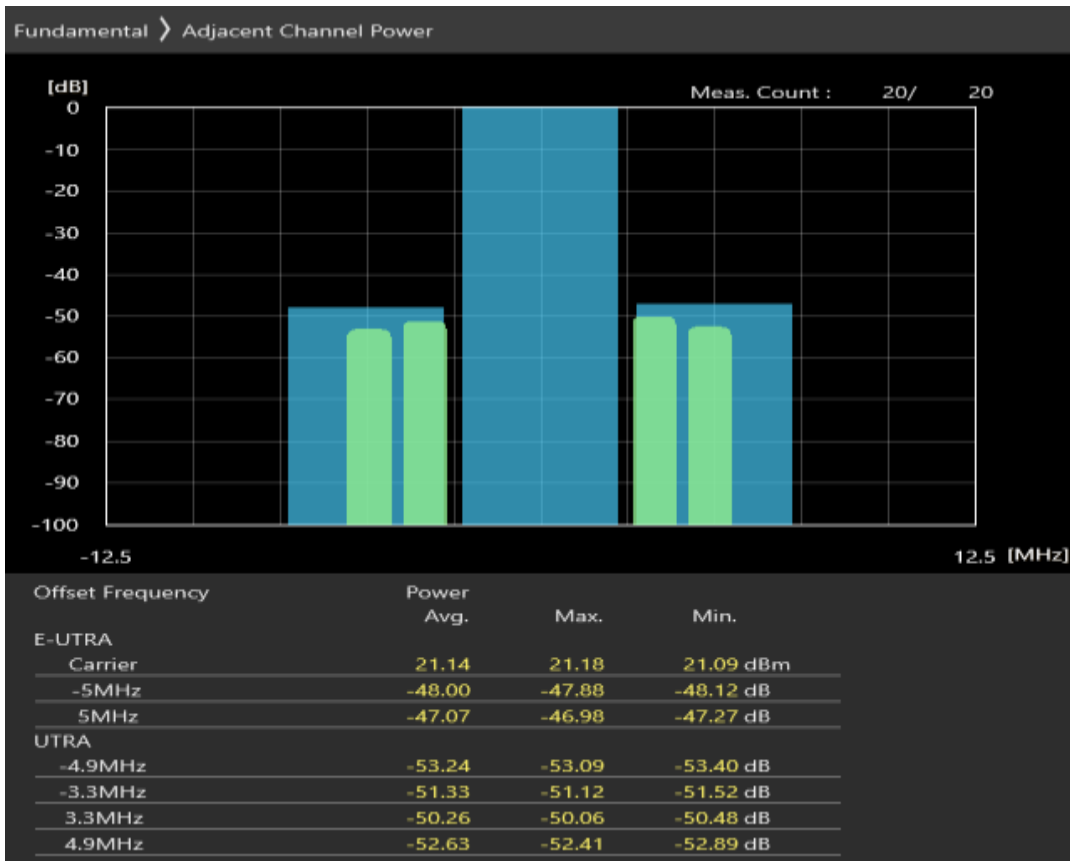 Fundamental 〉 Adjacent Channel Power
[dB]
Meas. Count : 20/ 20
0
-10
-20
-30
-40
-50
-60
-70
-80
-90
-100
-12.5 12.5 [MHz]
Offset Frequency Power
Avg. Max. Min.
E-UTRA
Carrier 21.14 21.18 21.09 dBm
-5MHz -48.00 -47.88 -48.12 dB
5MHz -47.07 -46.98 -47.27 dB
UTRA
-4.9MHz -53.24 -53.09 -53.40 dB
-3.3MHz -51.33 -51.12 -51.52 dB
3.3MHz -50.26 -50.06 -50.48 dB
4.9MHz -52.63 -52.41 -52.89 dB